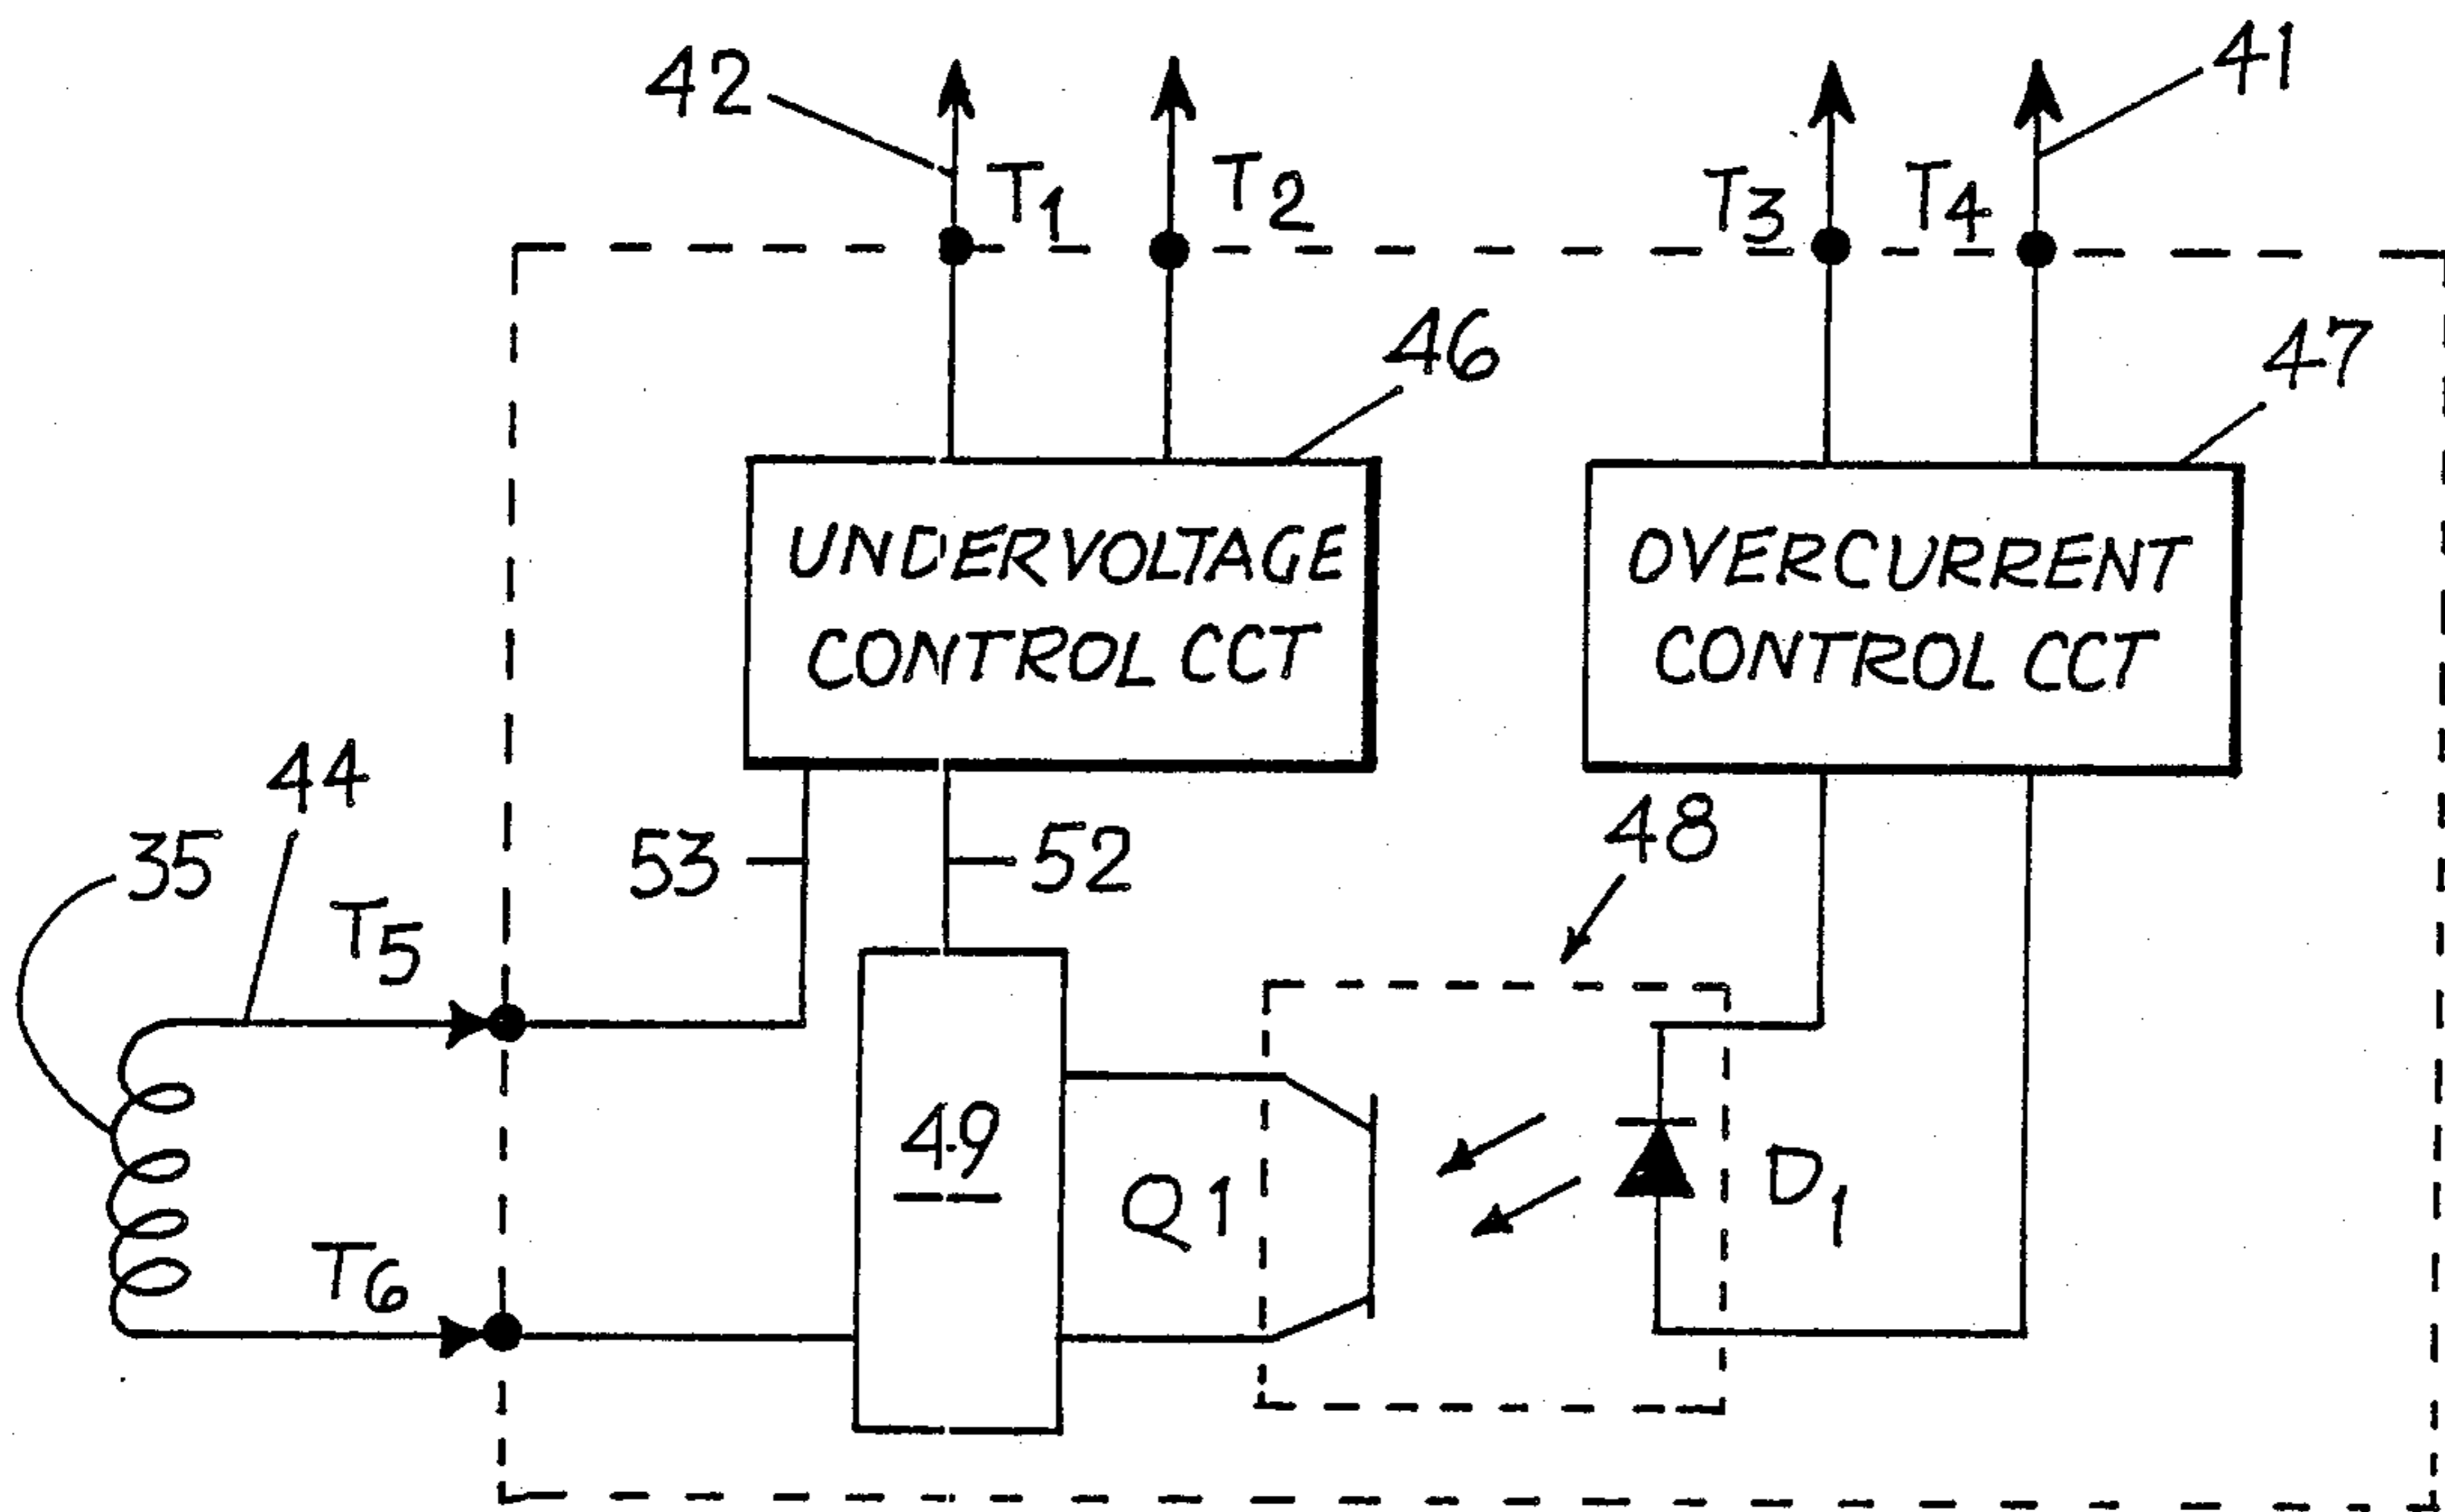 42
41
T1
T2
T3
T4
46
47
UNDERVOLTAGE
CONTROL CCT
OVERCURRENT
CONTROL CCT
44
35
53
52
48
T5
49
Q1
D1
T6